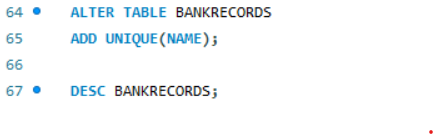 64 ALTER TABLE BANKRECORDS
65 ADD UNIQUE(NAME);
66
67 DESC BANKRECORDS;